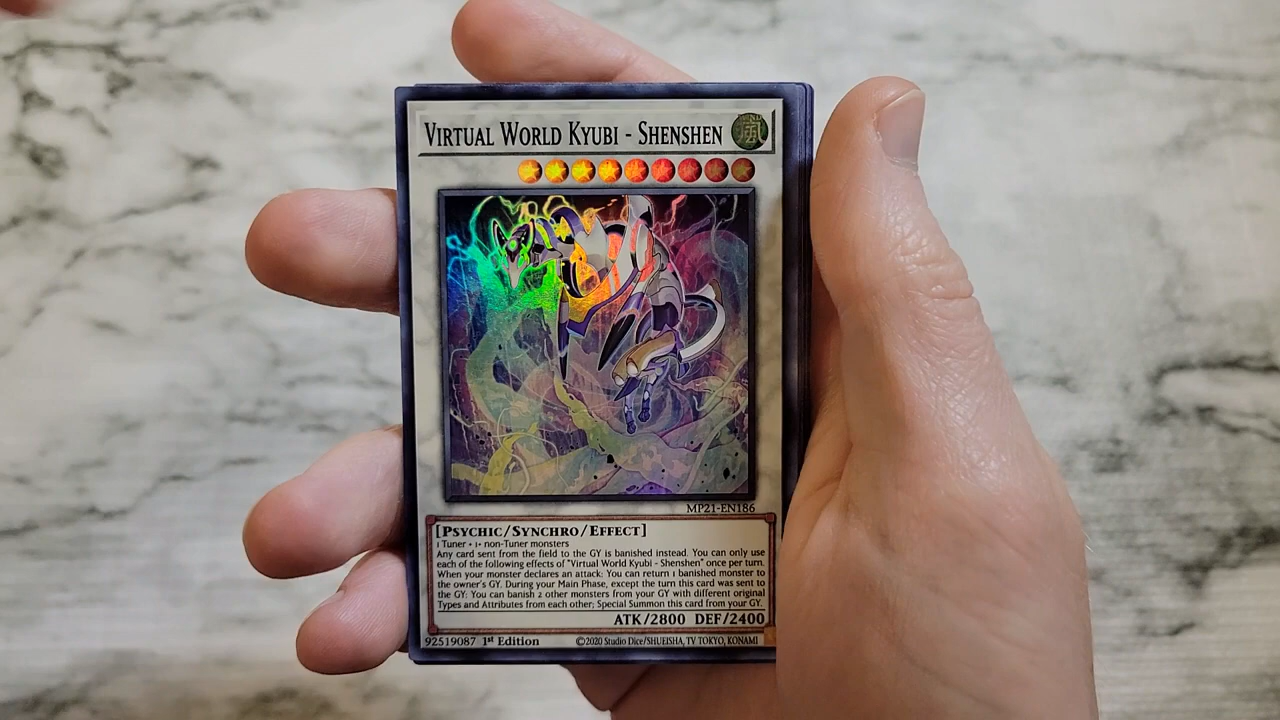 VIRTUAL WORLD KYUBI - SHENSHEN
WIND
風
MP21-EN186
[PSYCHIC/SYNCHRO/EFFECT]
1 Tuner + 1+ non-Tuner monsters
Any card sent from the field to the GY is banished instead. You can only use
each of the following effects of "Virtual World Kyubi - Shenshen" once per turn.
When your monster declares an attack: You can return 1 banished monster to
the owner's GY. During your Main Phase, except the turn this card was sent to
the GY: You can banish 2 other monsters from your GY with different original
Types and Attributes from each other; Special Summon this card from your GY.
ATK/2800 DEF/2400
92519087 1st Edition ©2020 Studio Dice/SHUEISHA, TV TOKYO, KONAMI